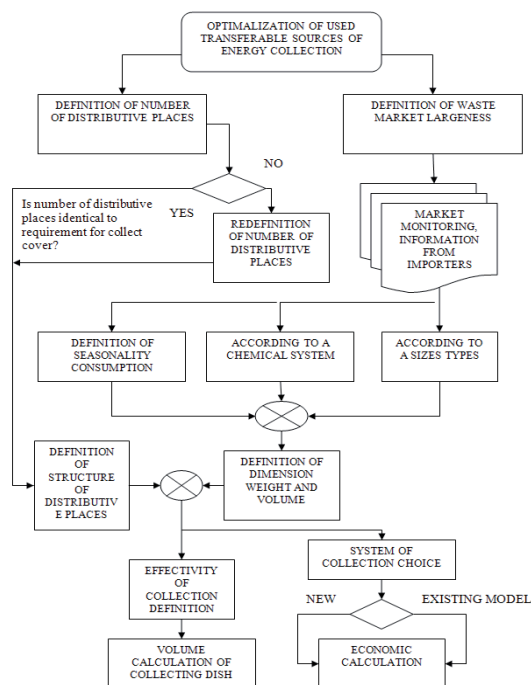 OPTIMALIZATION OF USED
TRANSFERABLE SOURCES OF
ENERGY COLLECTION
DEFINITION OF NUMBER
OF DISTRIBUTIVE PLACES
DEFINITION OF WASTE
MARKET LARGENESS
NO
YES
Is number of distributive
places identical to
requirement for collect
cover?
REDEFINITION
OF NUMBER OF
DISTRIBUTIVE
PLACES
MARKET
MONITORING,
INFORMATION
FROM
IMPORTERS
DEFINITION OF
SEASONALITY
CONSUMPTION
ACCORDING TO A
CHEMICAL SYSTEM
ACCORDING TO
A SIZES TYPES
DEFINITION
OF
STRUCTURE
OF
DISTRIBUTIV
E PLACES
DEFINITION OF
DIMENSION
WEIGHT AND
VOLUME
EFFECTIVITY
OF
COLLECTION
DEFINITION
SYSTEM OF
COLLECTION CHOICE
NEW
EXISTING MODEL
VOLUME
CALCULATION OF
COLLECTING DISH
ECONOMIC
CALCULATION